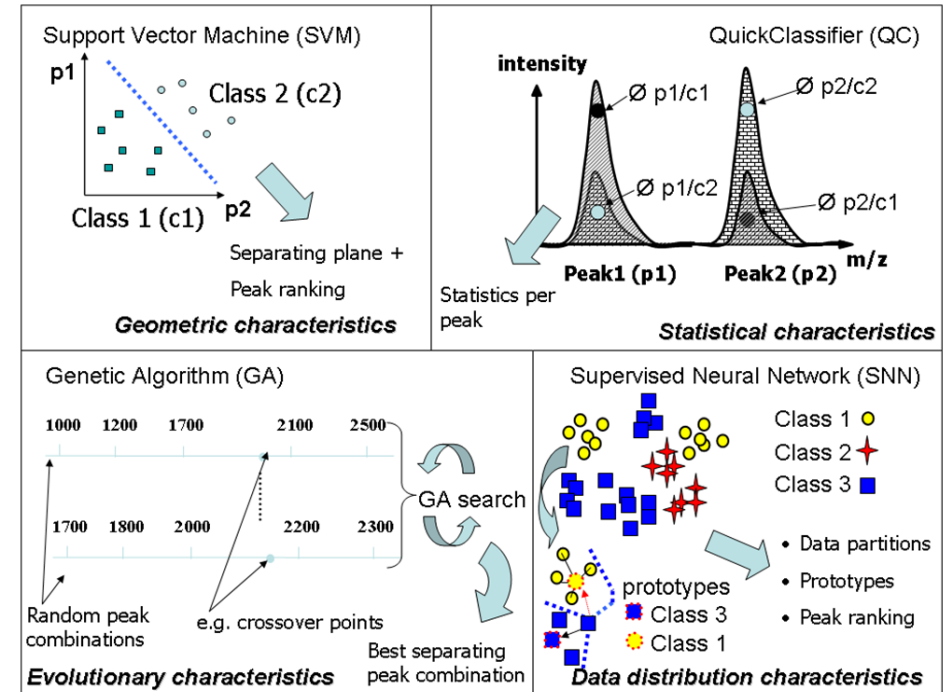 Support Vector Machine (SVM)
p1
Class 2 (c2)
Class 1 (c1)
p2
Separating plane +
Peak ranking
Geometric characteristics
QuickClassifier (QC)
intensity
Ø p1/c1
Ø p2/c2
Ø p1/c2
Ø p2/c1
m/z
Peak1 (p1)
Peak2 (p2)
Statistics per
peak
Statistical characteristics
Genetic Algorithm (GA)
1000 1200 1700 2100 2500
GA search
1700 1800 2000 2200 2300
Random peak
combinations
e.g. crossover points
Best separating
peak combination
Evolutionary characteristics
Supervised Neural Network (SNN)
Class 1
Class 2
Class 3
• Data partitions
• Prototypes
• Peak ranking
prototypes
Class 3
Class 1
Data distribution characteristics